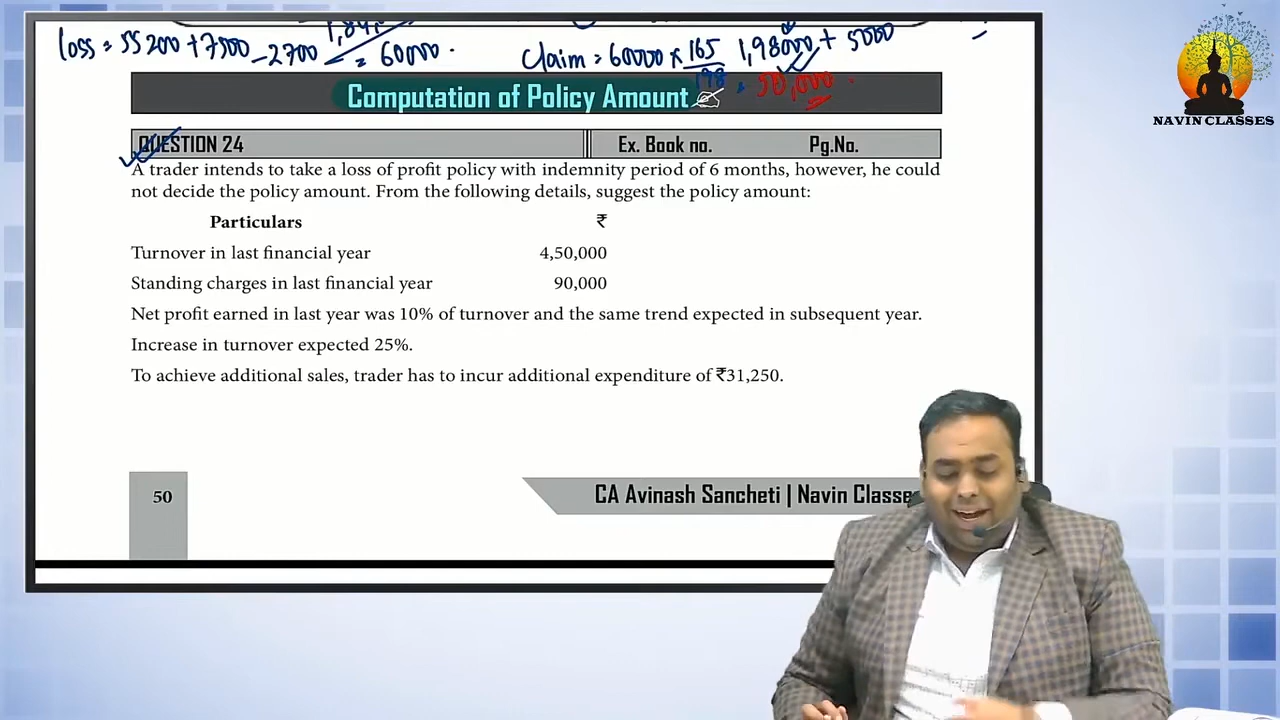 loss = 55200 + 7500 - 2700 = 60000.
Claim = 60000 × 165/198 1,98000 + 5000
= 50,000
NAVIN CLASSES
Computation of Policy Amount
QUESTION 24 Ex. Book no. Pg.No.
A trader intends to take a loss of profit policy with indemnity period of 6 months, however, he could
not decide the policy amount. From the following details, suggest the policy amount:
Particulars ₹
Turnover in last financial year 4,50,000
Standing charges in last financial year 90,000
Net profit earned in last year was 10% of turnover and the same trend expected in subsequent year.
Increase in turnover expected 25%.
To achieve additional sales, trader has to incur additional expenditure of ₹31,250.
50
CA Avinash Sancheti | Navin Classe